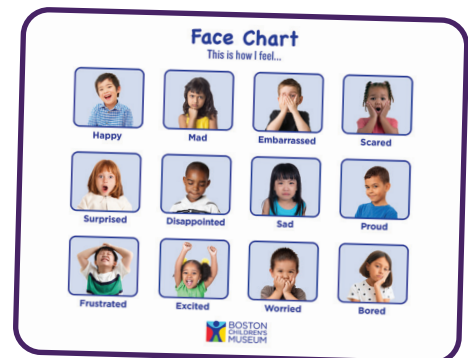 Face Chart
This is how I feel...
Happy
Mad
Embarrassed
Scared
Surprised
Disappointed
Sad
Proud
Frustrated
Excited
Worried
Bored
BOSTON
CHILDREN'S
MUSEUM